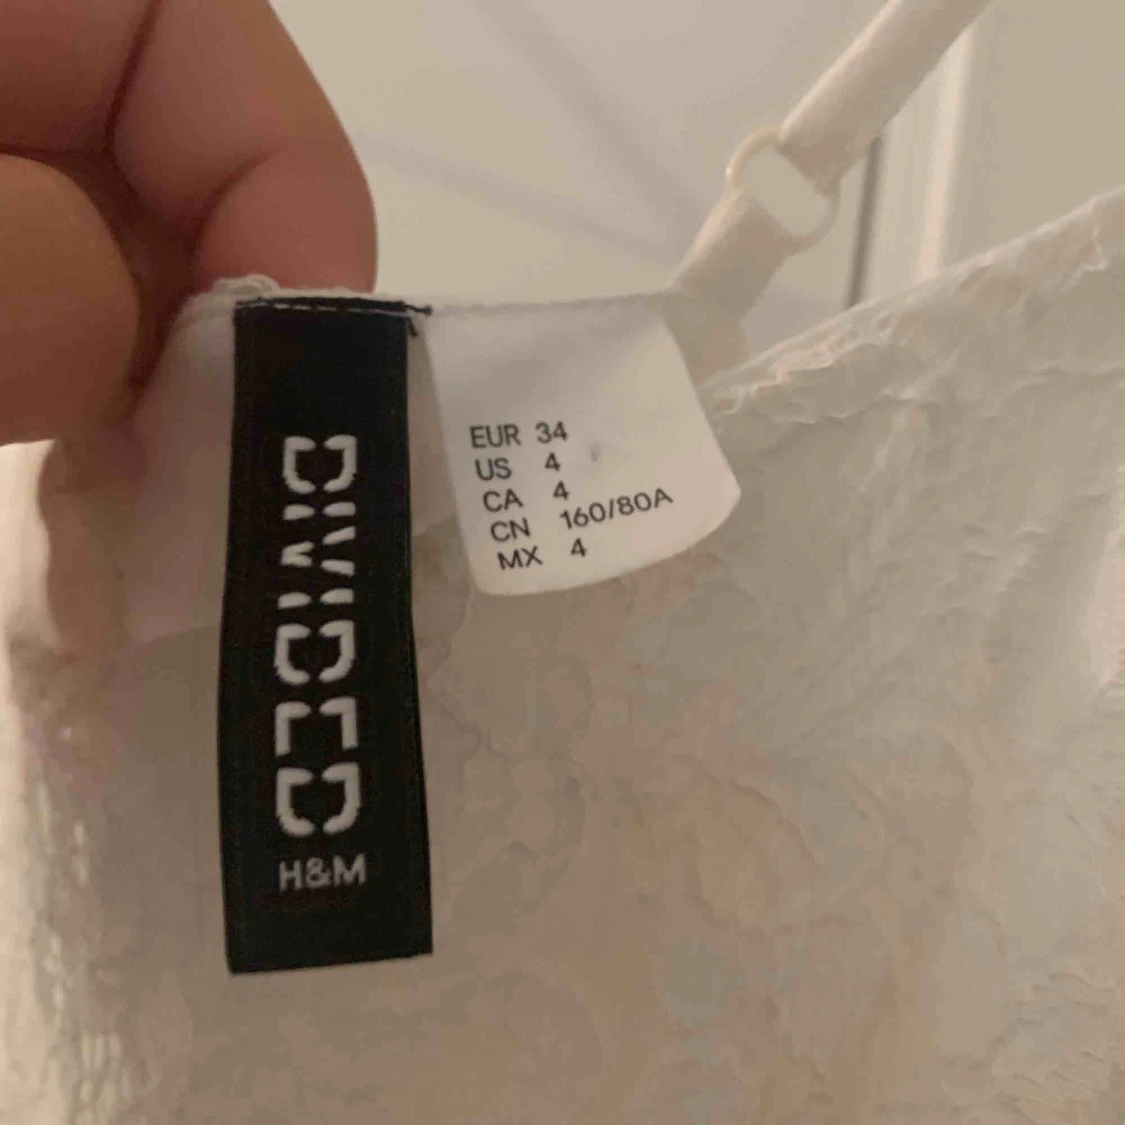 DIVIDED
H&M
EUR 34
US 4
CA 4
CN 160/80A
MX 4